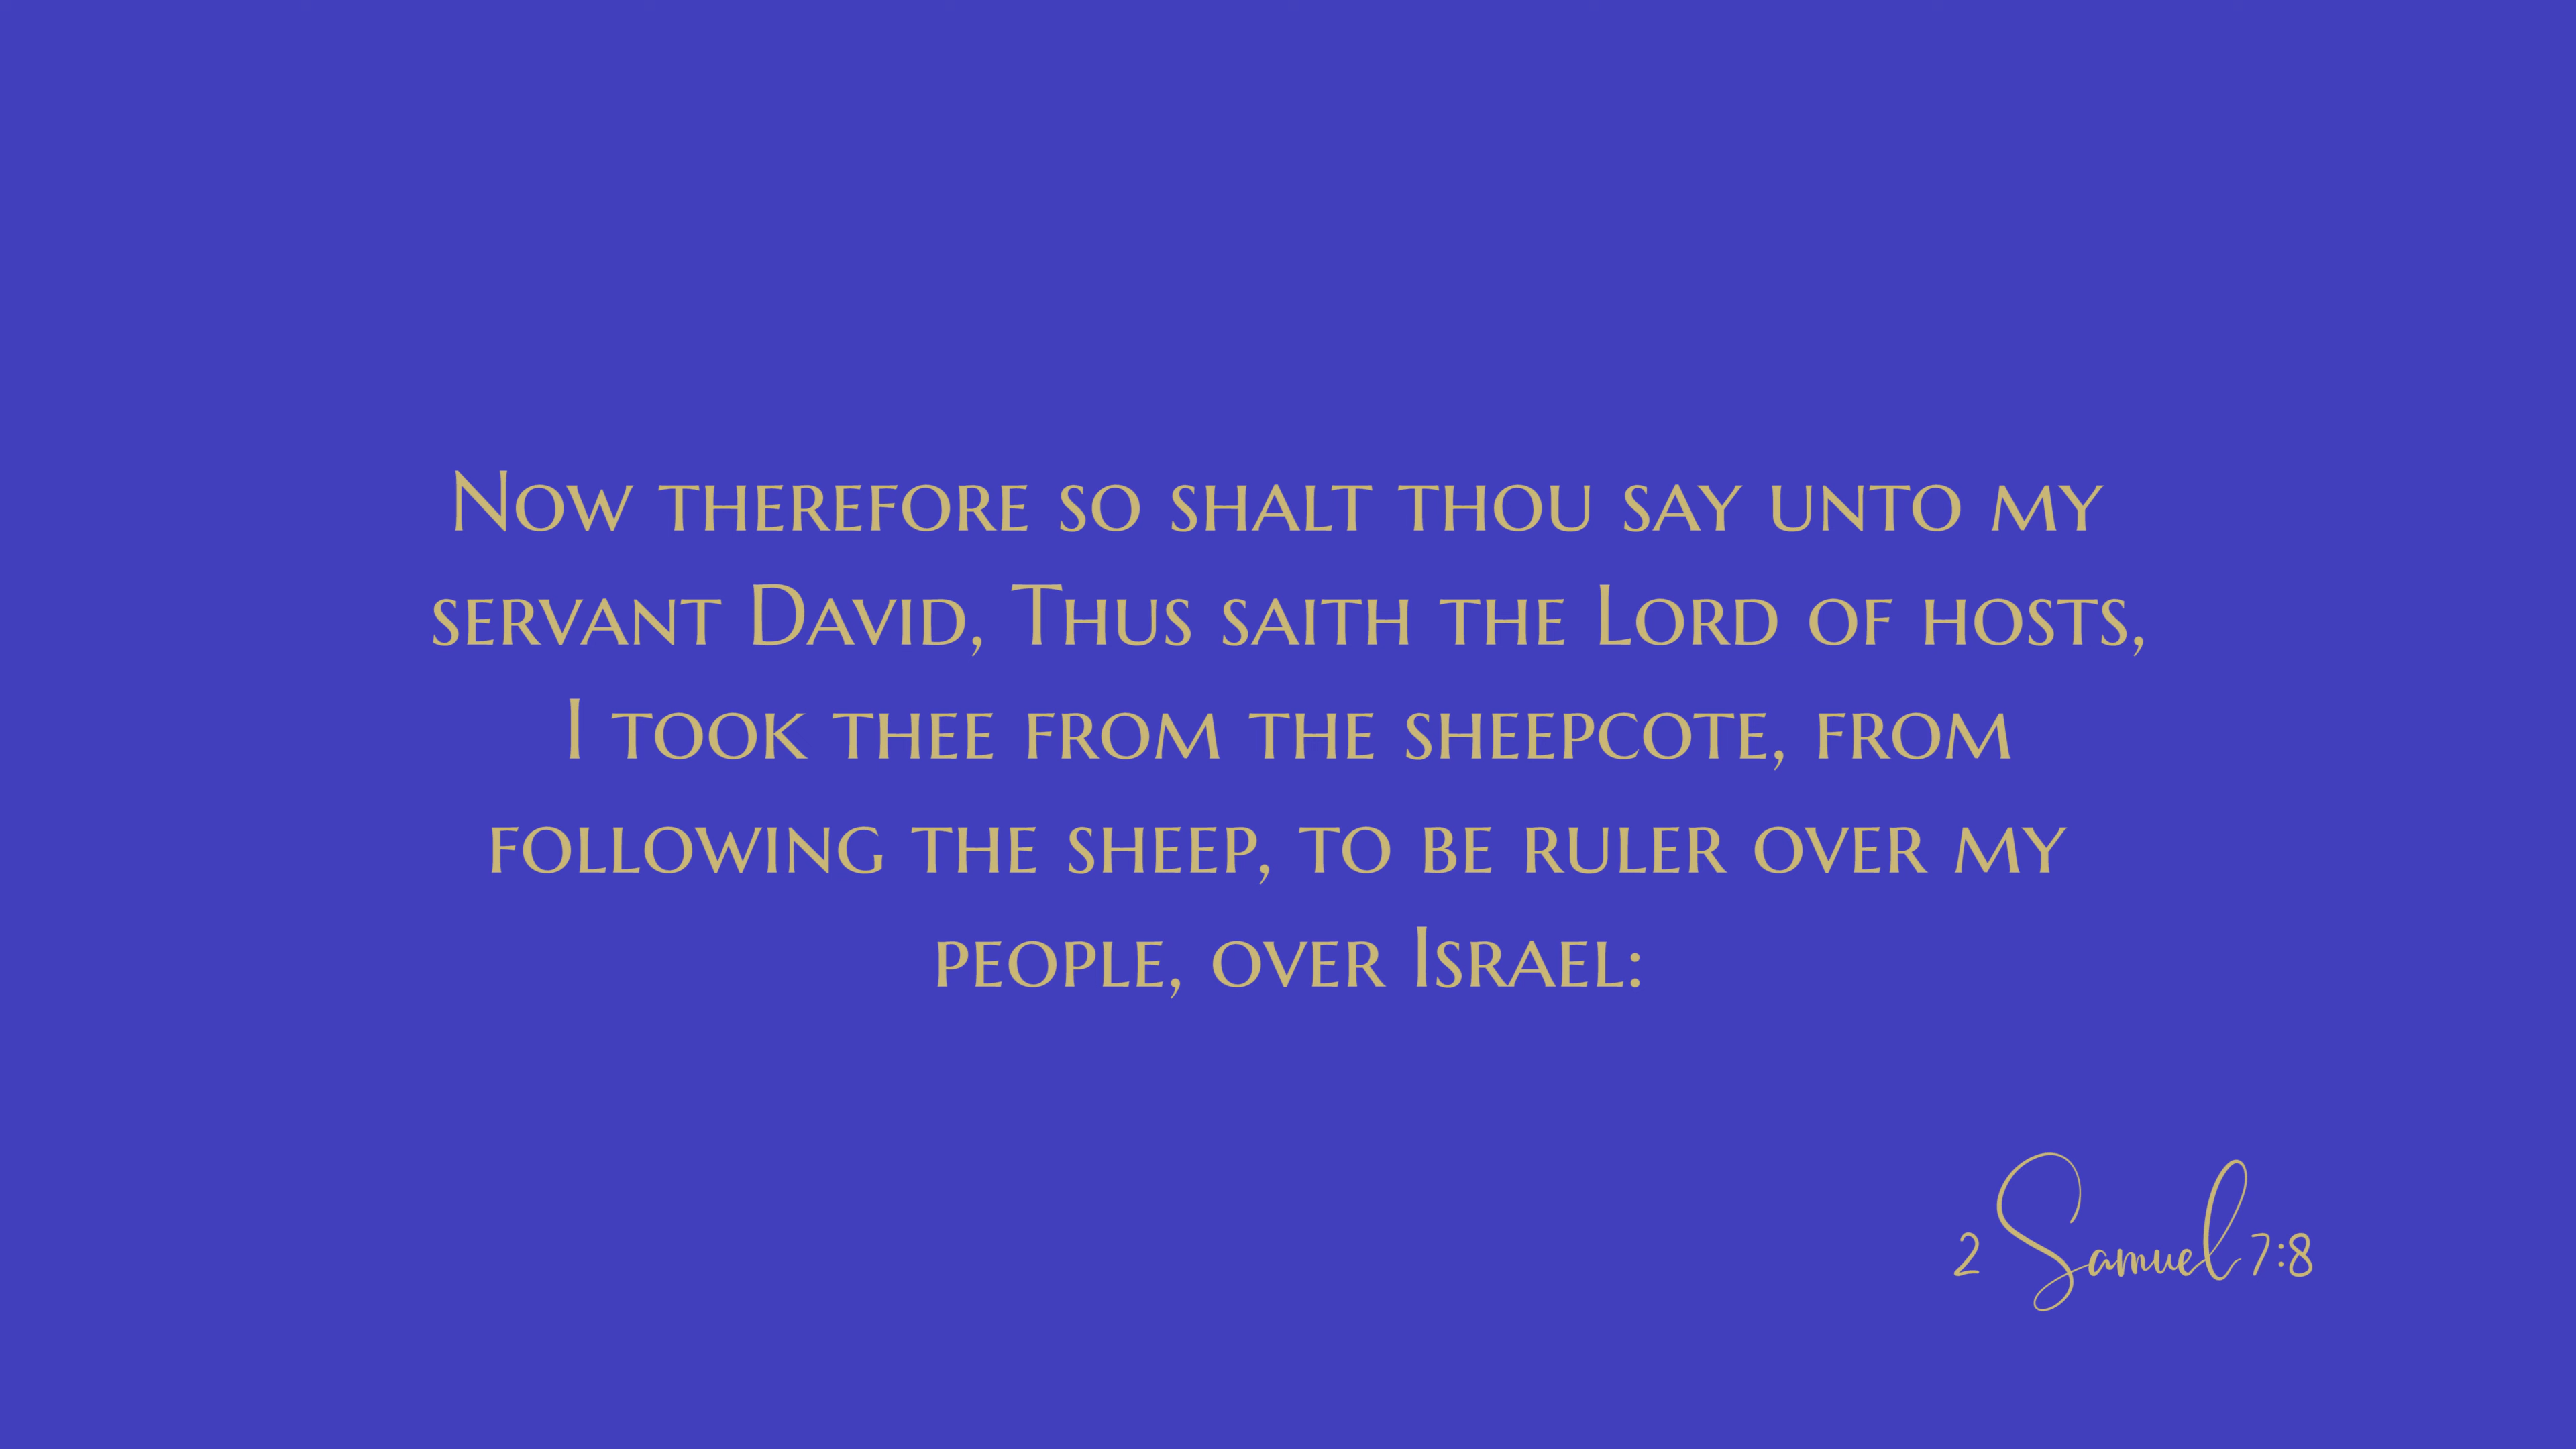 Now therefore so shalt thou say unto my
servant David, Thus saith the Lord of hosts,
I took thee from the sheepcote, from
following the sheep, to be ruler over my
people, over Israel:
2 Samuel 7:8